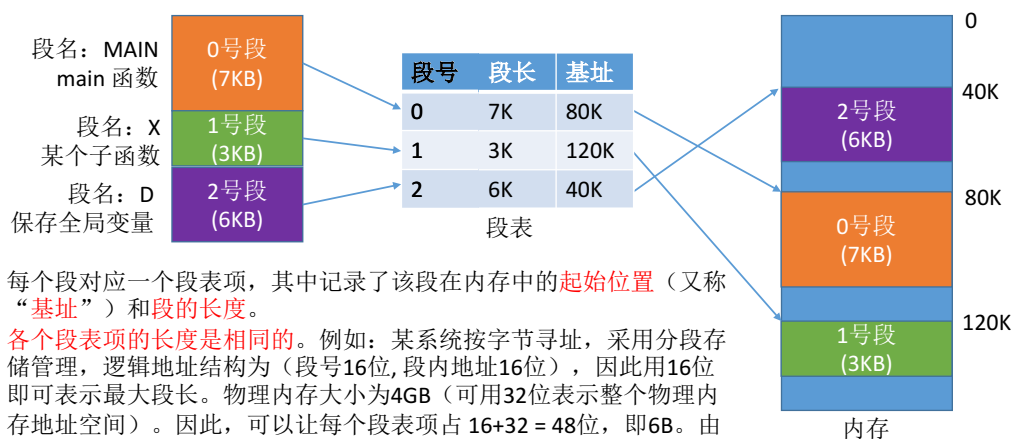 段名：MAIN
main 函数
0号段
(7KB)
段名：X
某个子函数
1号段
(3KB)
段名：D
保存全局变量
2号段
(6KB)
段号 段长 基址
0 7K 80K
1 3K 120K
2 6K 40K
段表
0
40K
2号段
(6KB)
80K
0号段
(7KB)
120K
1号段
(3KB)
内存
每个段对应一个段表项，其中记录了该段在内存中的起始位置（又称
“基址”）和段的长度。
各个段表项的长度是相同的。例如：某系统按字节寻址，采用分段存
储管理，逻辑地址结构为（段号16位, 段内地址16位），因此用16位
即可表示最大段长。物理内存大小为4GB（可用32位表示整个物理内
存地址空间）。因此，可以让每个段表项占 16+32 = 48位，即6B。由